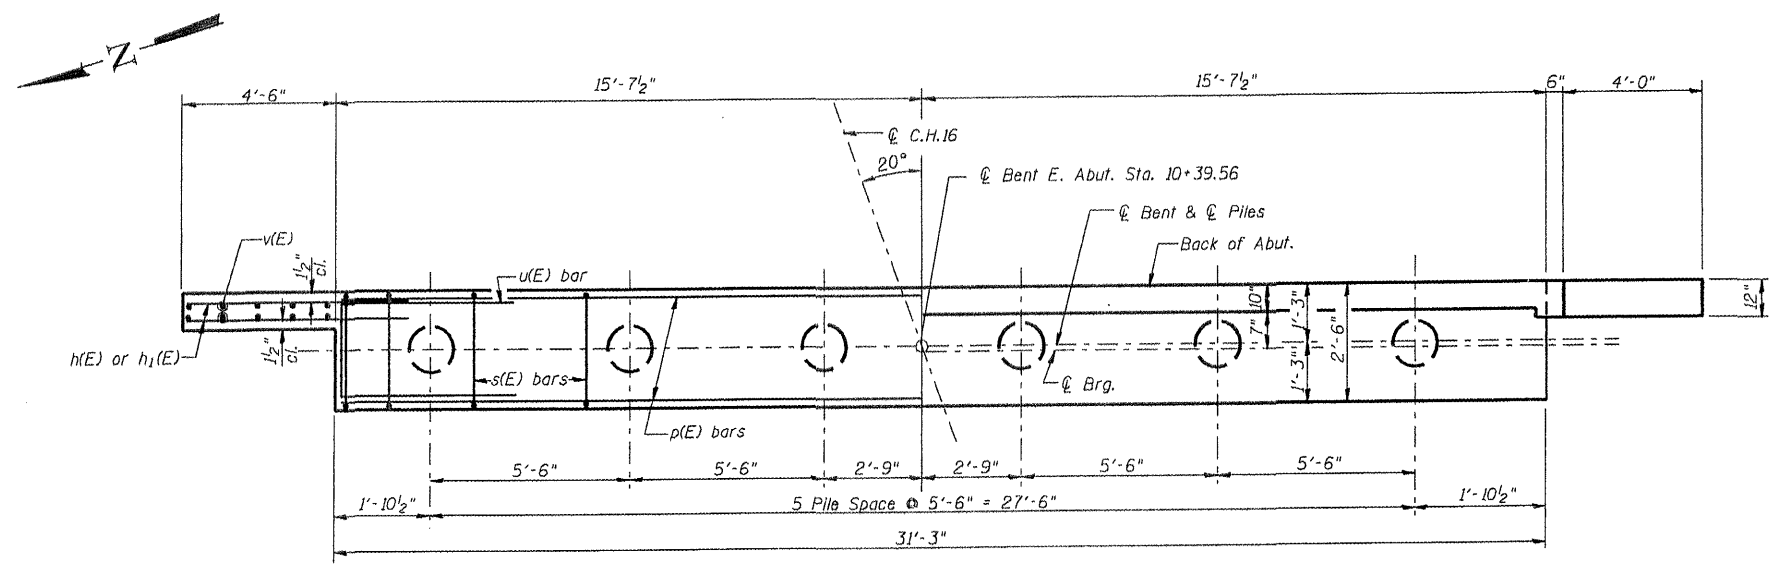 N
4'-6"
15'-7½"
15'-7½"
6"
4'-0"
℄ C.H.16
20°
℄ Bent E. Abut. Sta. 10+39.56
℄ Bent & ℄ Piles
Back of Abut.
v(E)
1½" cl.
u(E) bar
10"
7"
1'-3"
1'-3"
2'-6"
12"
h(E) or h₁(E)
1½" cl.
s(E) bars
℄ Brg.
p(E) bars
5'-6"
5'-6"
2'-9"
2'-9"
5'-6"
5'-6"
1'-10½"
5 Pile Space @ 5'-6" = 27'-6"
1'-10½"
31'-3"